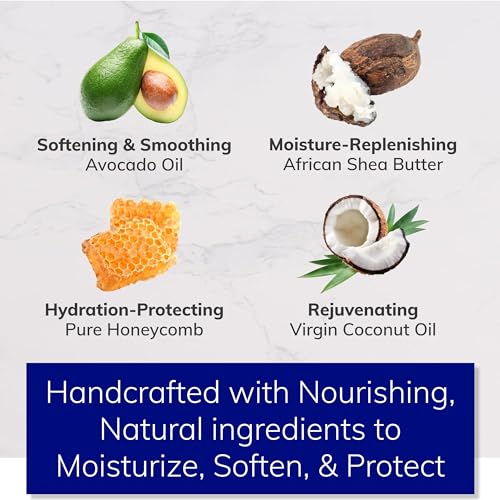 Softening & Smoothing
Avocado Oil
Moisture-Replenishing
African Shea Butter
Hydration-Protecting
Pure Honeycomb
Rejuvenating
Virgin Coconut Oil
Handcrafted with Nourishing,
Natural ingredients to
Moisturize, Soften, & Protect